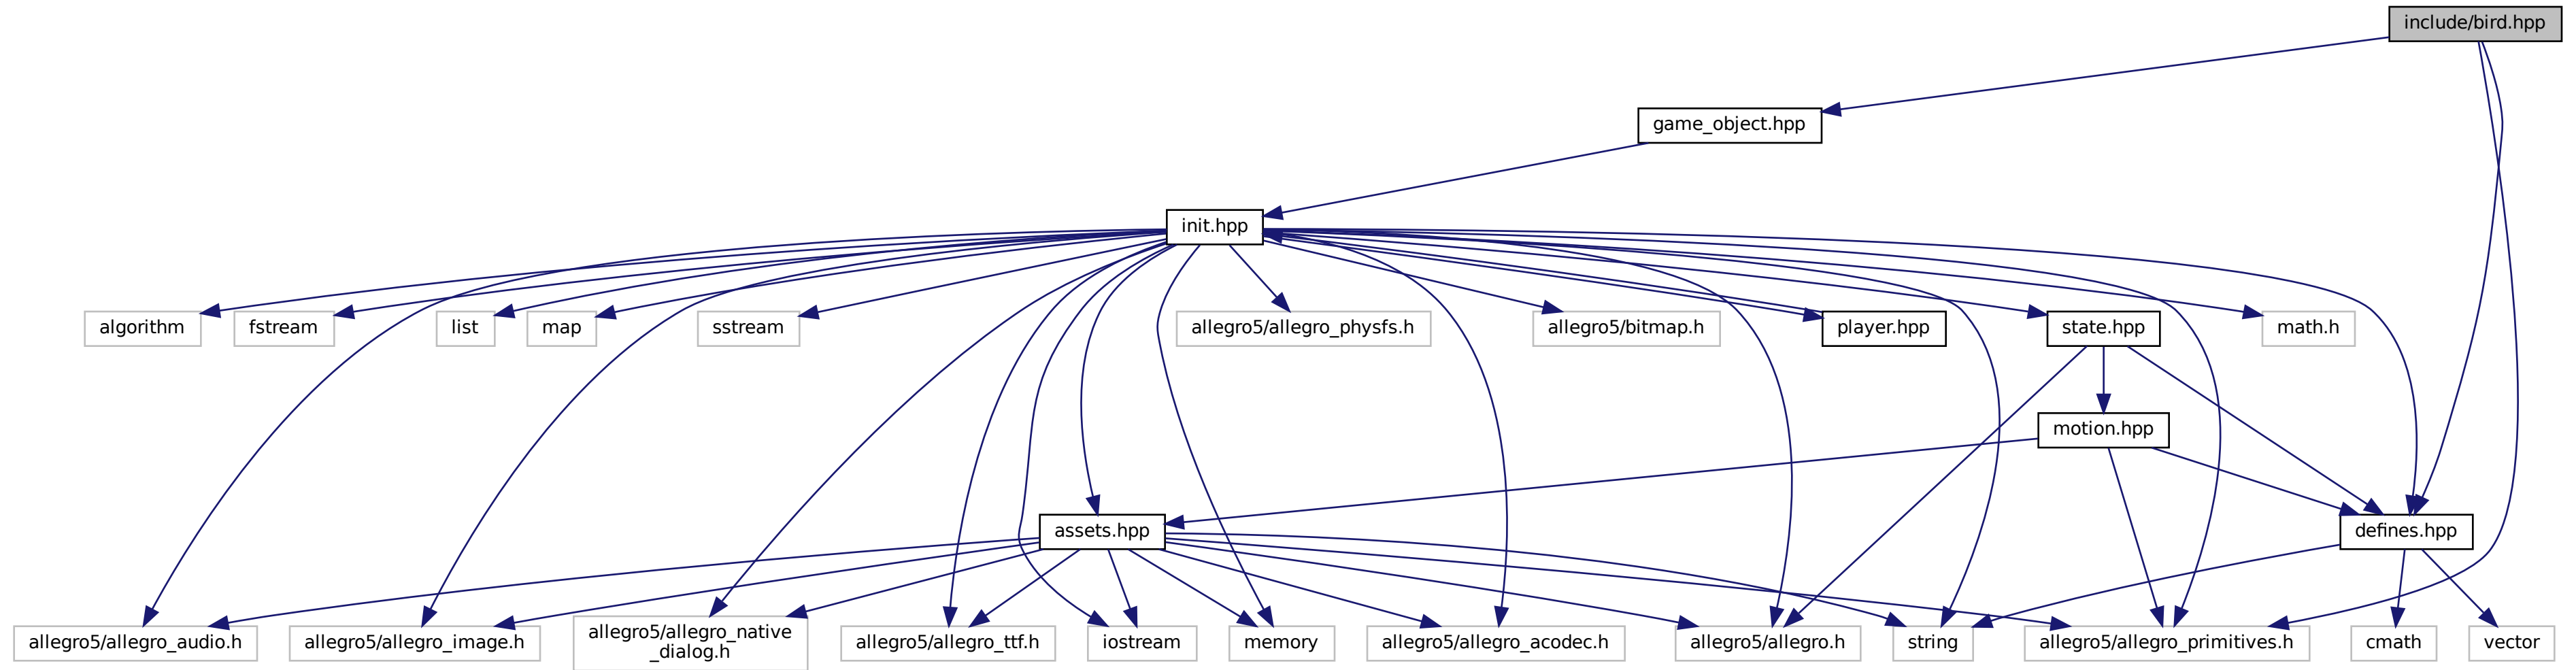 include/bird.hpp
game_object.hpp
init.hpp
algorithm
fstream
list
map
sstream
allegro5/allegro_physfs.h
allegro5/bitmap.h
player.hpp
state.hpp
math.h
motion.hpp
assets.hpp
defines.hpp
allegro5/allegro_audio.h
allegro5/allegro_image.h
allegro5/allegro_native
_dialog.h
allegro5/allegro_ttf.h
iostream
memory
allegro5/allegro_acodec.h
allegro5/allegro.h
string
allegro5/allegro_primitives.h
cmath
vector